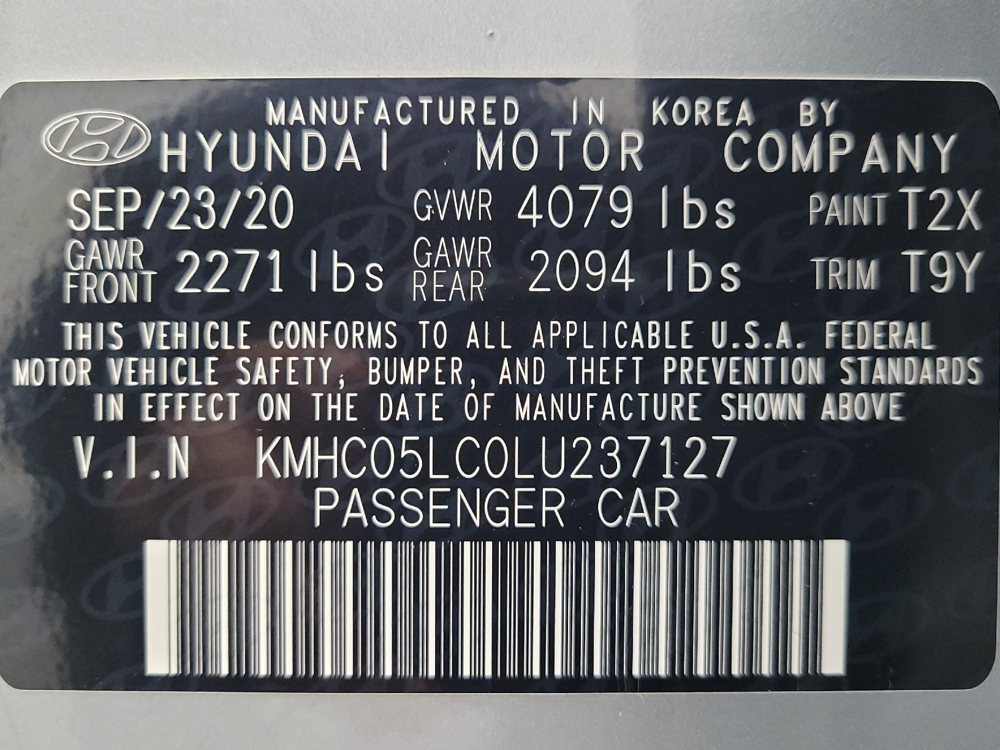 MANUFACTURED IN KOREA BY
HYUNDAI MOTOR COMPANY
SEP/23/20 GVWR 4079 lbs PAINT T2X
GAWR FRONT 2271 lbs GAWR REAR 2094 lbs TRIM T9Y
THIS VEHICLE CONFORMS TO ALL APPLICABLE U.S.A. FEDERAL
MOTOR VEHICLE SAFETY, BUMPER, AND THEFT PREVENTION STANDARDS
IN EFFECT ON THE DATE OF MANUFACTURE SHOWN ABOVE
V.I.N KMHC05LC0LU237127
PASSENGER CAR